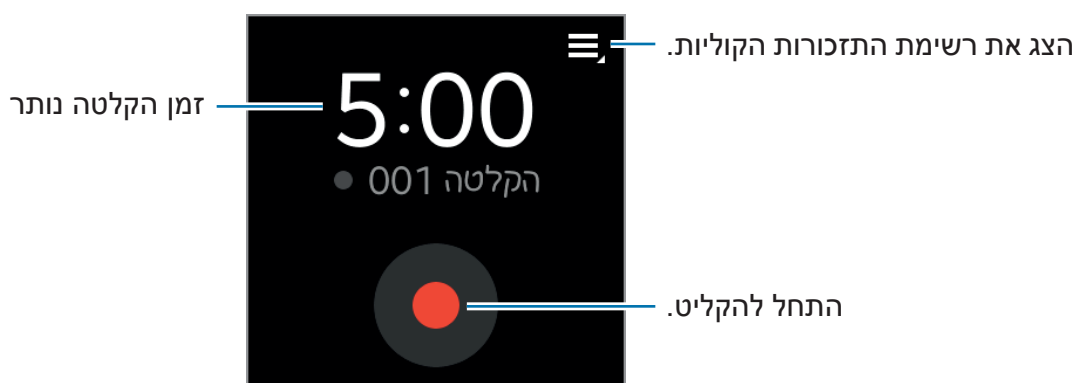 הצג את רשימת התזכורות הקוליות.
5:00
זמן הקלטה נותר
הקלטה 001
התחל להקליט.